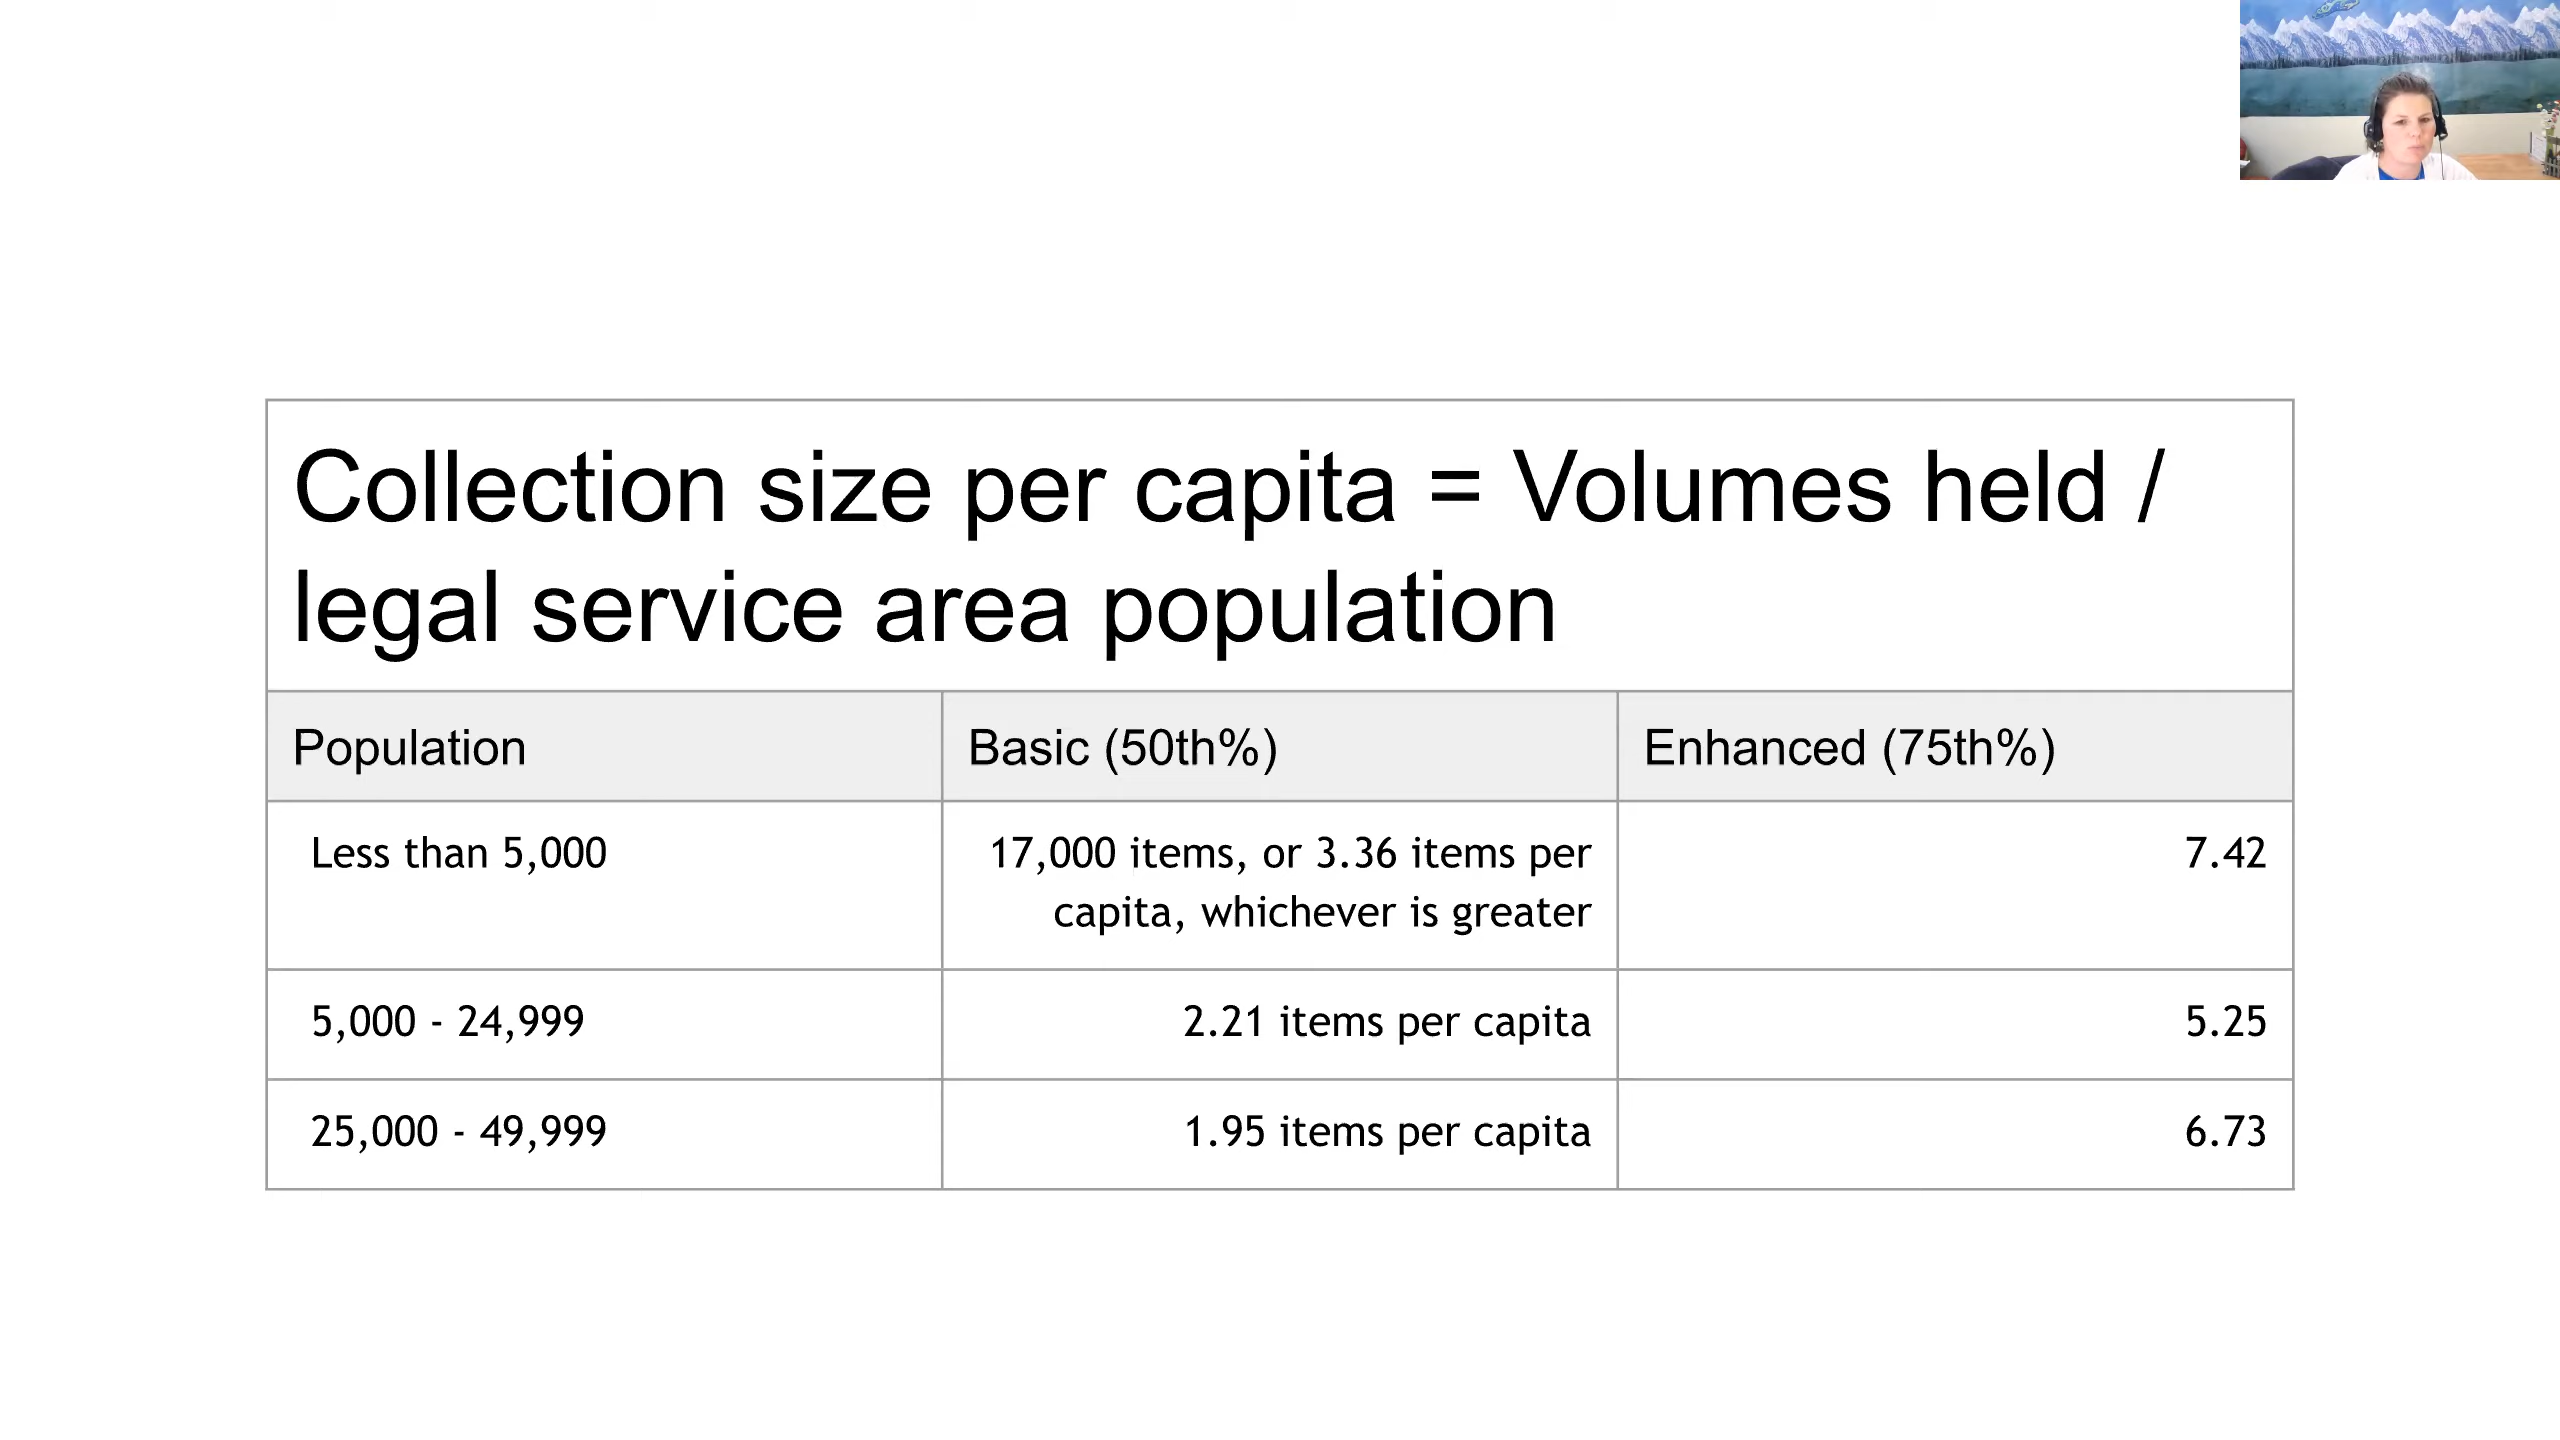 Collection size per capita = Volumes held /
legal service area population
Population
Basic (50th%)
Enhanced (75th%)
Less than 5,000
17,000 items, or 3.36 items per
capita, whichever is greater
7.42
5,000 - 24,999
2.21 items per capita
5.25
25,000 - 49,999
1.95 items per capita
6.73